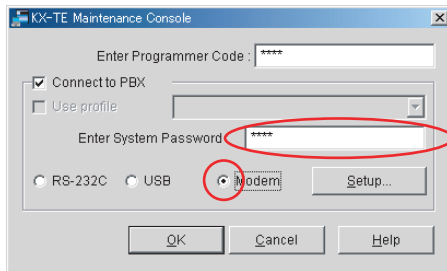 KX-TE Maintenance Console
Enter Programmer Code : ****
Connect to PBX
Use profile
Enter System Password ****
RS-232C USB Modem Setup...
OK Cancel Help